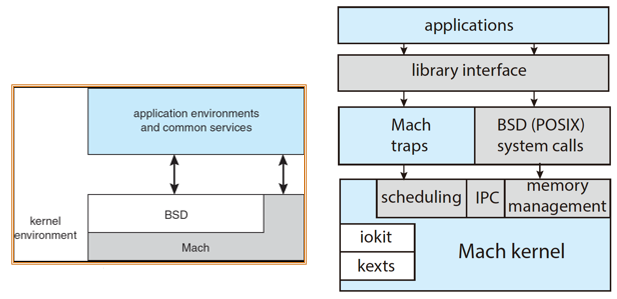 application environments
and common services
kernel
environment
BSD
Mach
applications
library interface
Mach
traps
BSD (POSIX)
system calls
scheduling
IPC
memory
management
iokit
kexts
Mach kernel